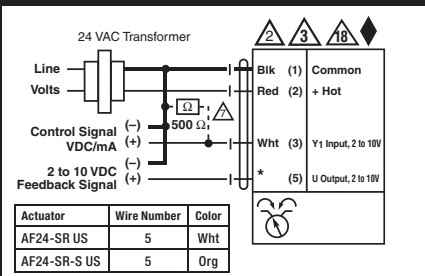 24 VAC Transformer
2 3 18
Line
Volts
Blk (1) Common
Red (2) + Hot
Ω
7
500 Ω
Control Signal (–)
VDC/mA (+)
Wht (3) Y1 Input, 2 to 10V
2 to 10 VDC (–)
Feedback Signal (+)
* (5) U Output, 2 to 10V
Actuator Wire Number Color
AF24-SR US 5 Wht
AF24-SR-S US 5 Org